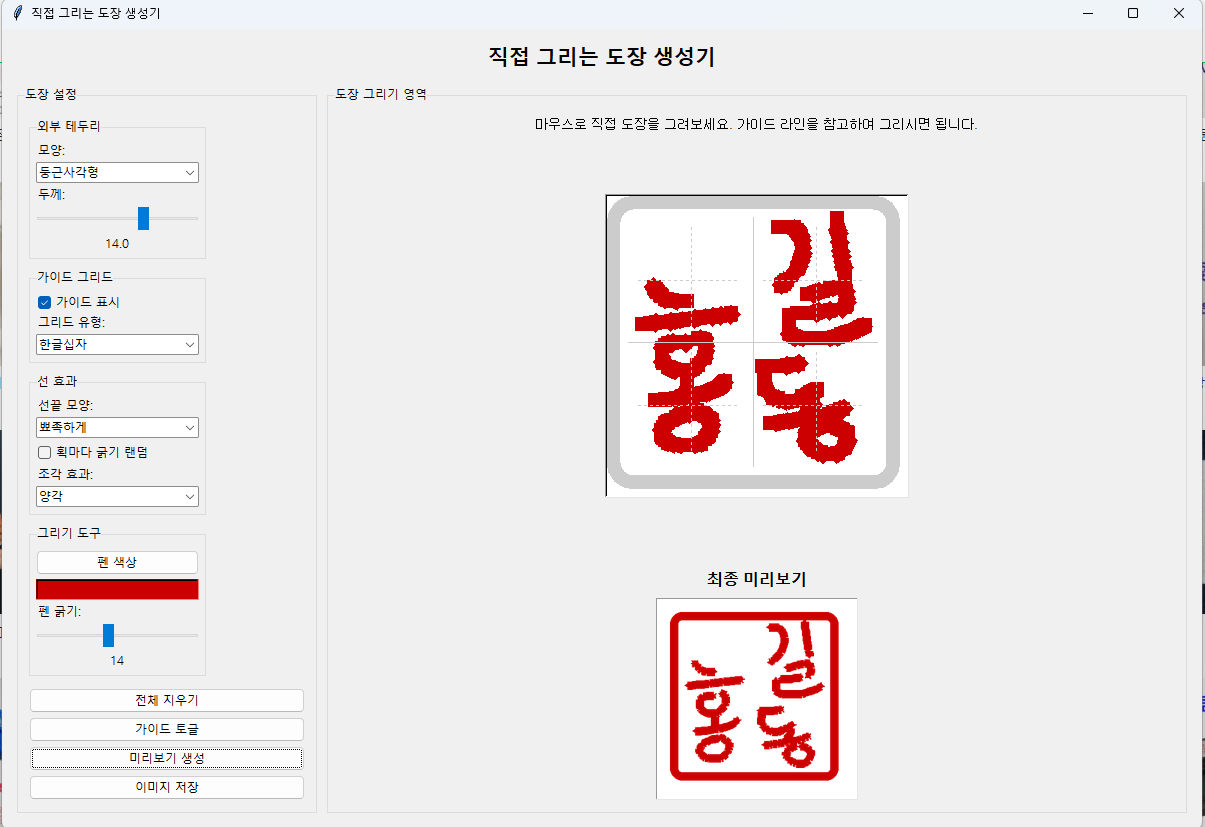 직접 그리는 도장 생성기
직접 그리는 도장 생성기
도장 설정
외부 테두리
모양:
둥근사각형
두께:
14.0
가이드 그리드
가이드 표시
그리드 유형:
한글십자
선 효과
선끝 모양:
뾰족하게
획마다 굵기 랜덤
조각 효과:
양각
그리기 도구
펜 색상
펜 굵기:
14
전체 지우기
가이드 토글
미리보기 생성
이미지 저장
도장 그리기 영역
마우스로 직접 도장을 그려보세요. 가이드 라인을 참고하여 그리시면 됩니다.
홍
길
동
최종 미리보기
홍
길
동